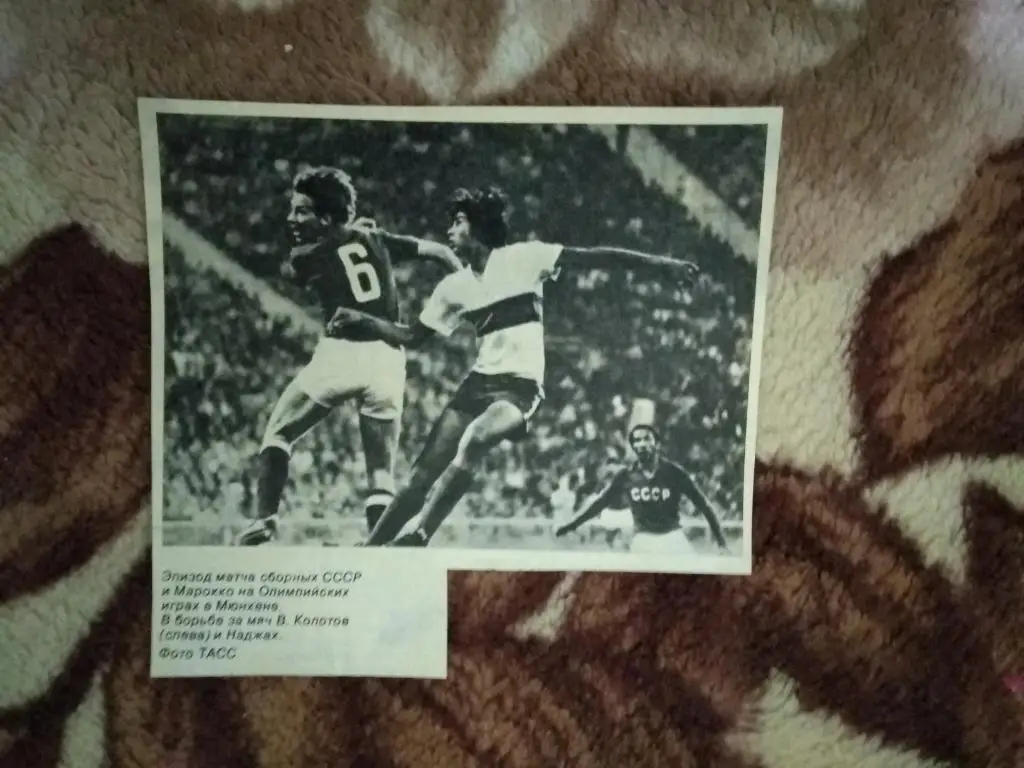 6
СССР
Эпизод матча сборных СССР
и Марокко на Олимпийских
играх в Мюнхене.
В борьбе за мяч В. Колотов
(слева) и Наджах.
Фото ТАСС